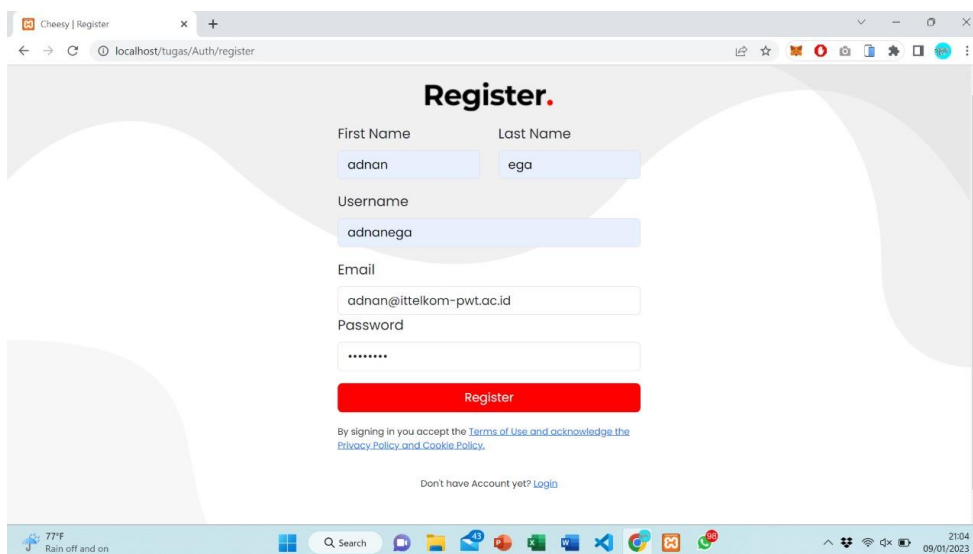 Cheesy | Register
localhost/tugas/Auth/register
Register.
First Name Last Name
adnan ega
Username
adnanega
Email
adnan@ittelkom-pwt.ac.id
Password
••••••••
Register
By signing in you accept the Terms of Use and acknowledge the
Privacy Policy and Cookie Policy.
Don't have Account yet? Login
77°F
Rain off and on
Search
43
98
21:04
09/01/2023